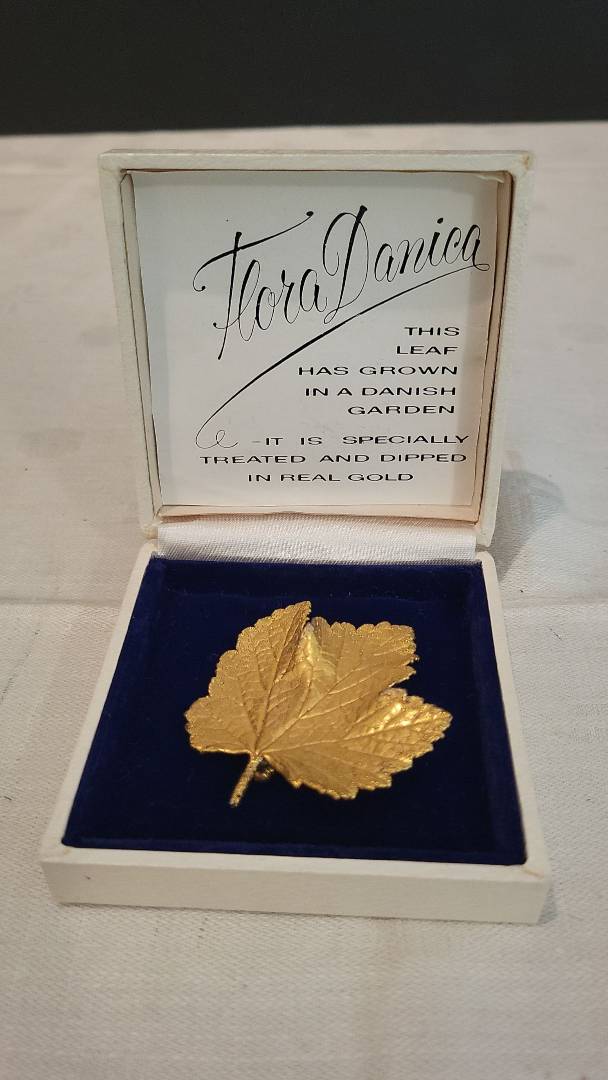 Flora Danica
THIS
LEAF
HAS GROWN
IN A DANISH
GARDEN
-IT IS SPECIALLY
TREATED AND DIPPED
IN REAL GOLD